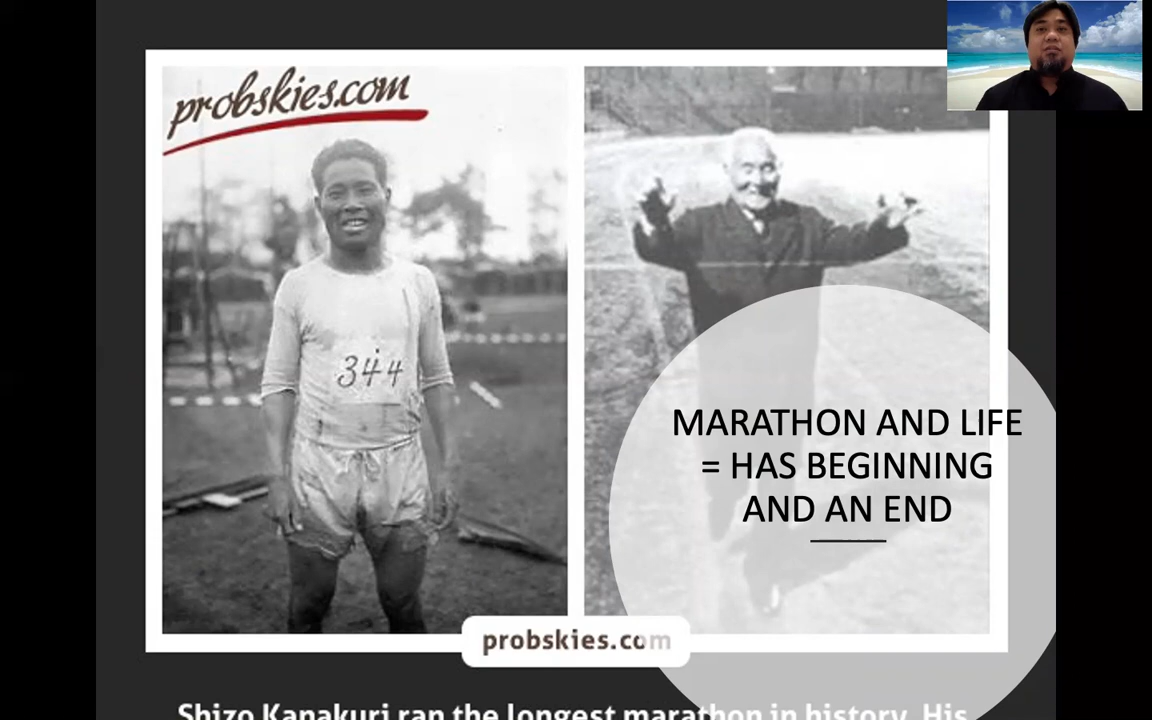 probskies.com
344
MARATHON AND LIFE
= HAS BEGINNING
AND AN END
probskies.com
Shizo Kanakuri ran the longest marathon in history. His